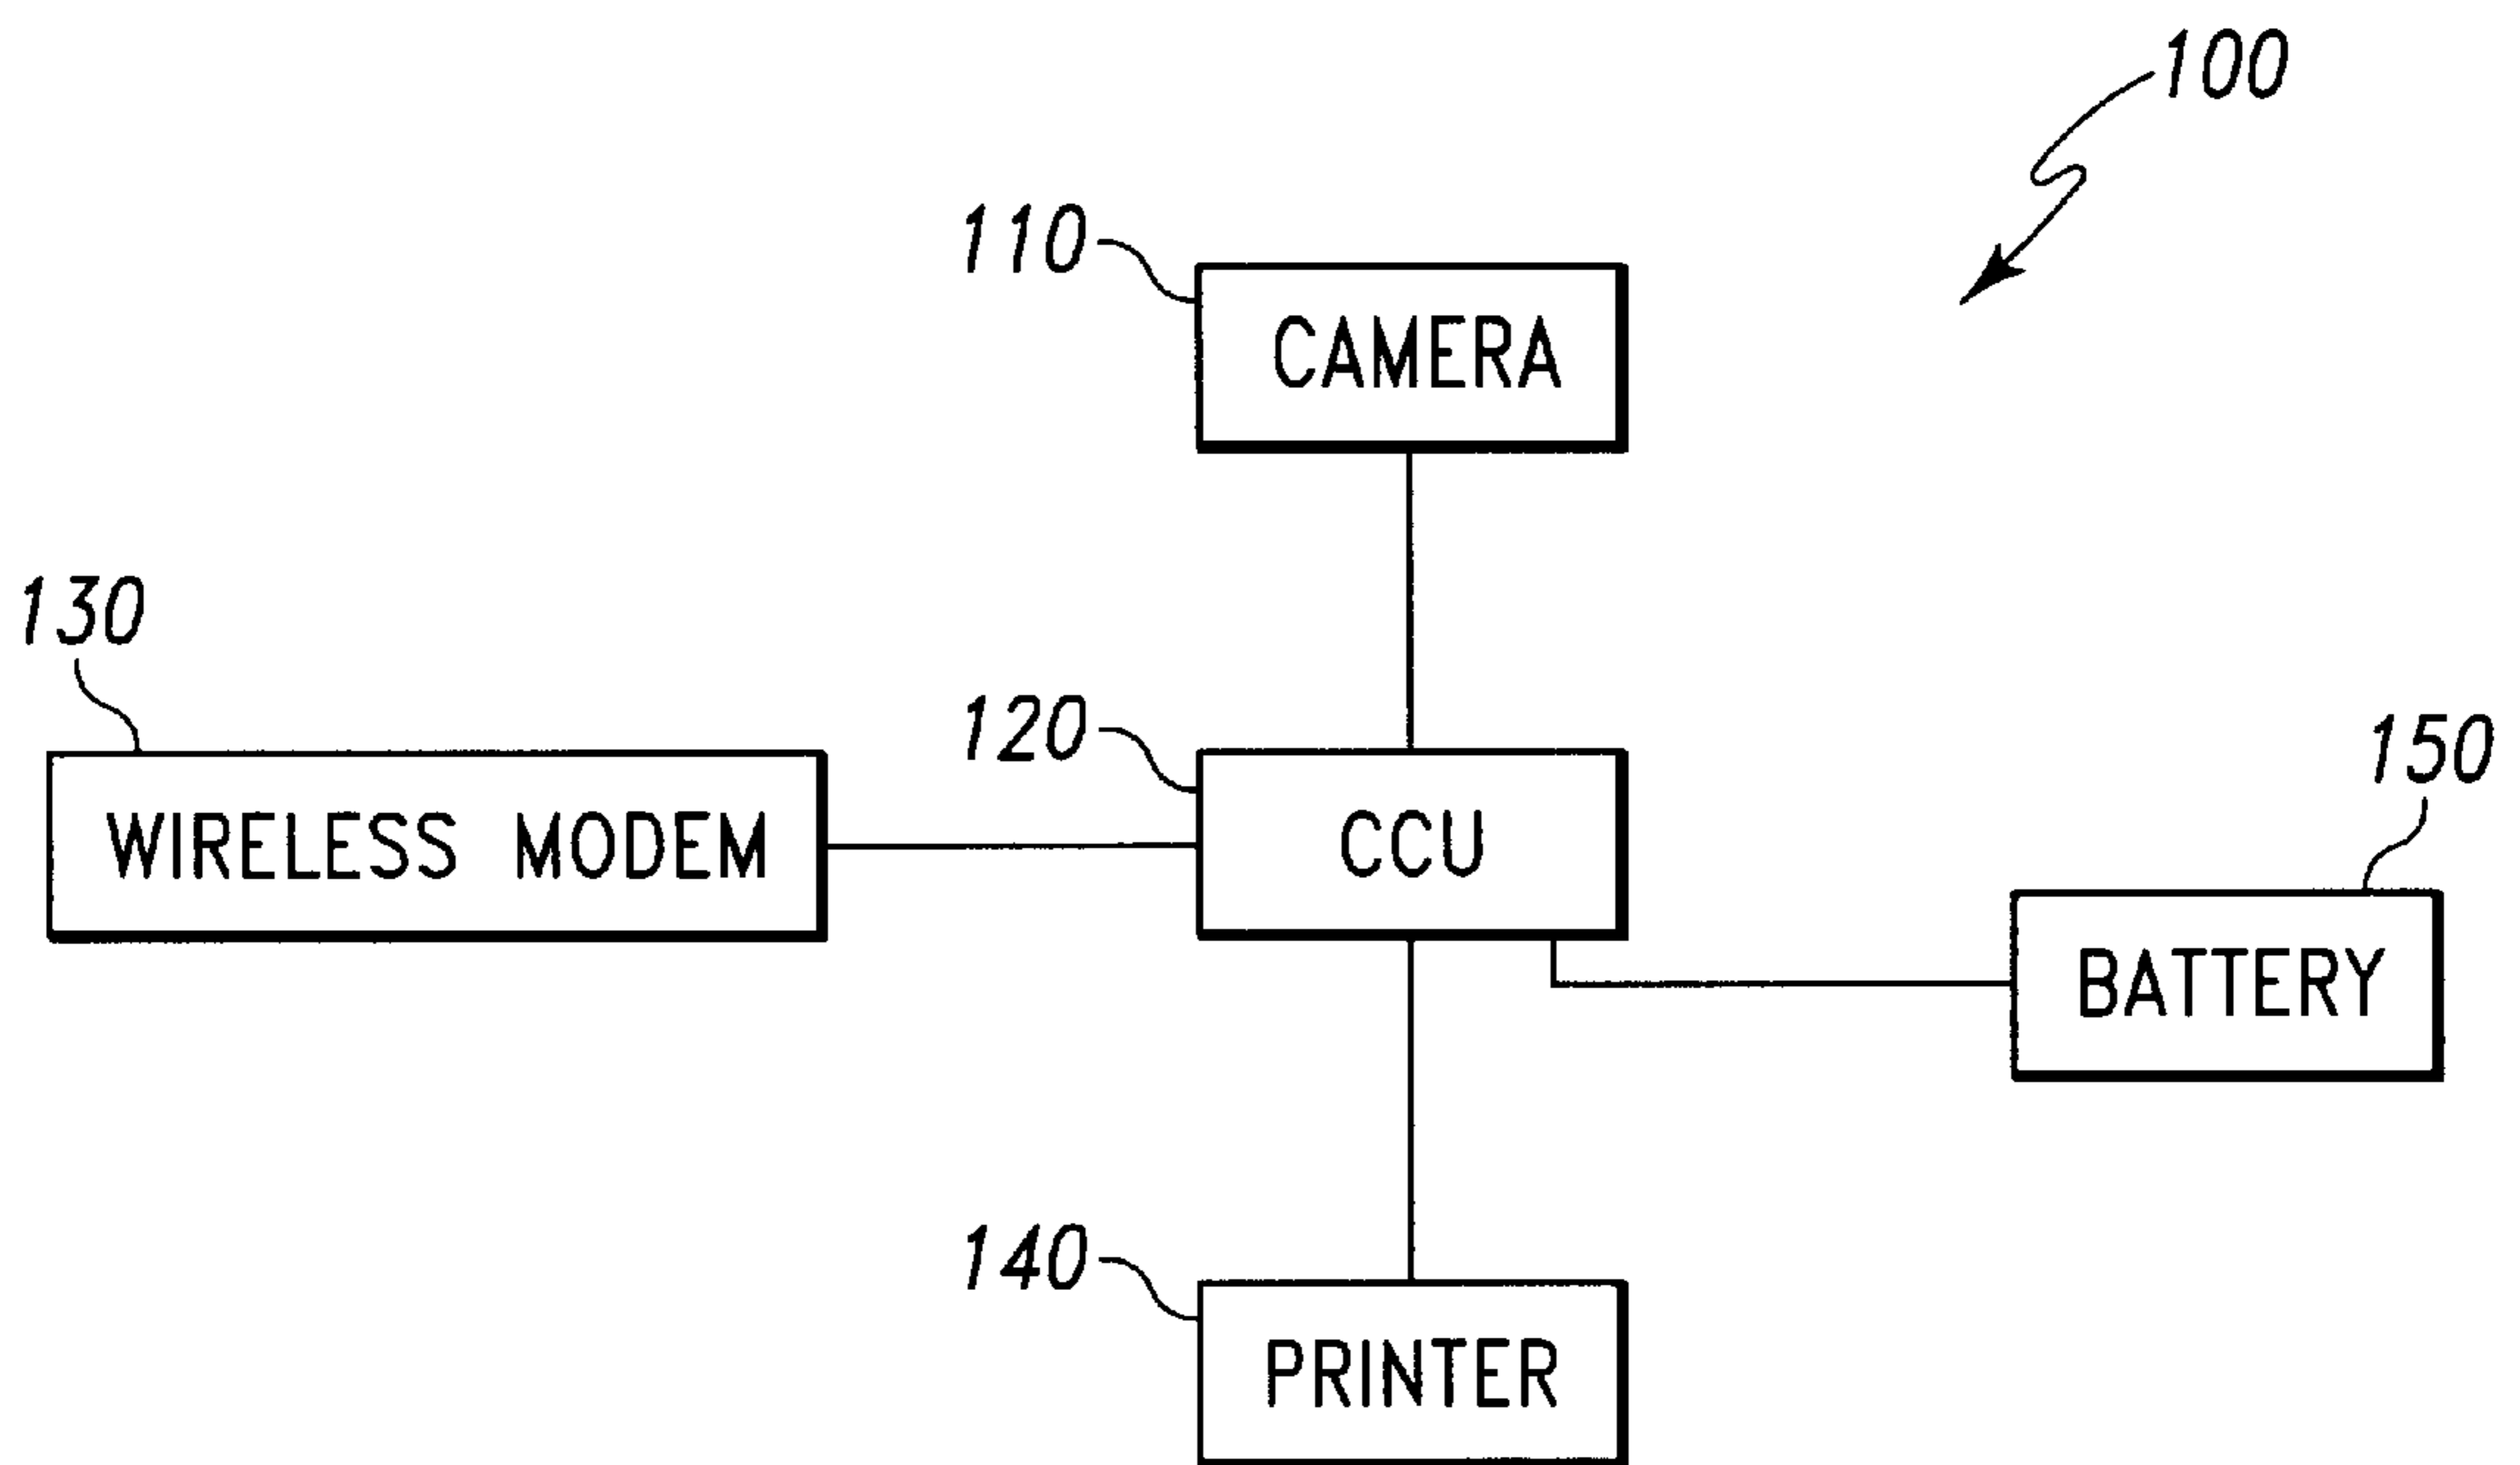 100
110
CAMERA
130
120
150
WIRELESS MODEM
CCU
BATTERY
140
PRINTER